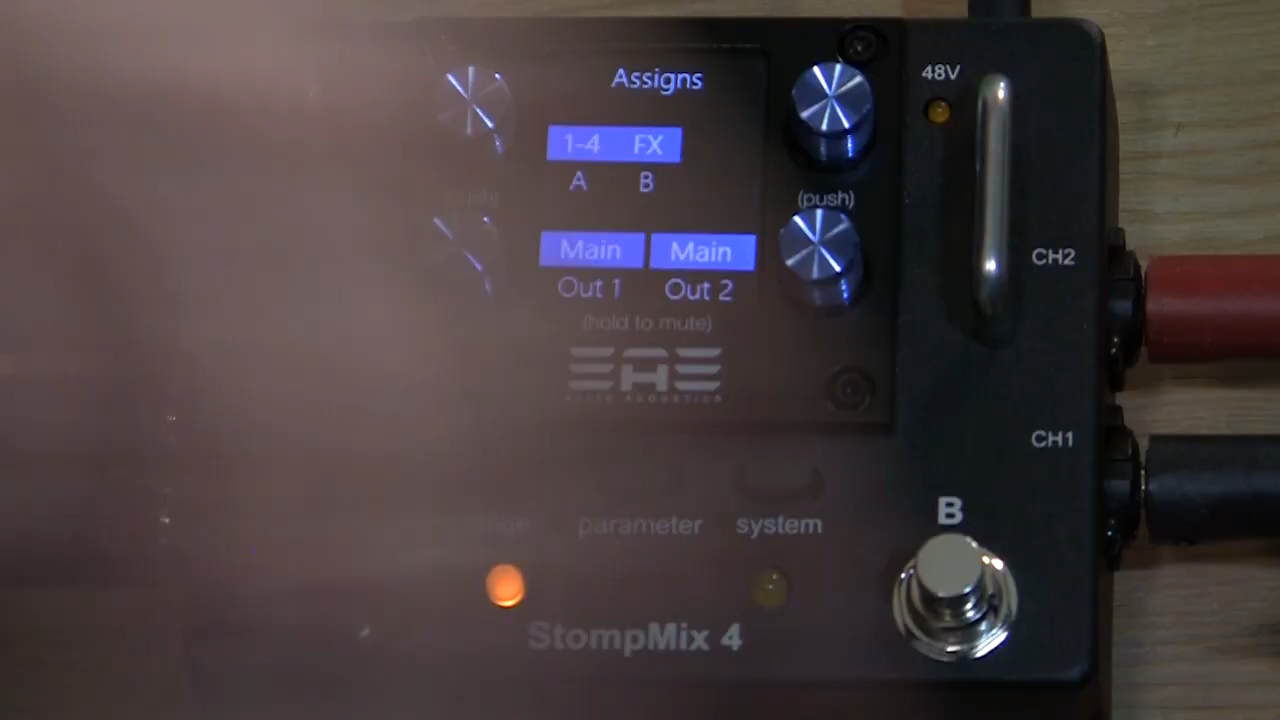 Assigns
48V
1-4 FX
A B
(push)
Main Main
Out 1 Out 2
CH2
(hold to mute)
EAE
CH1
B
parameter system
StompMix 4